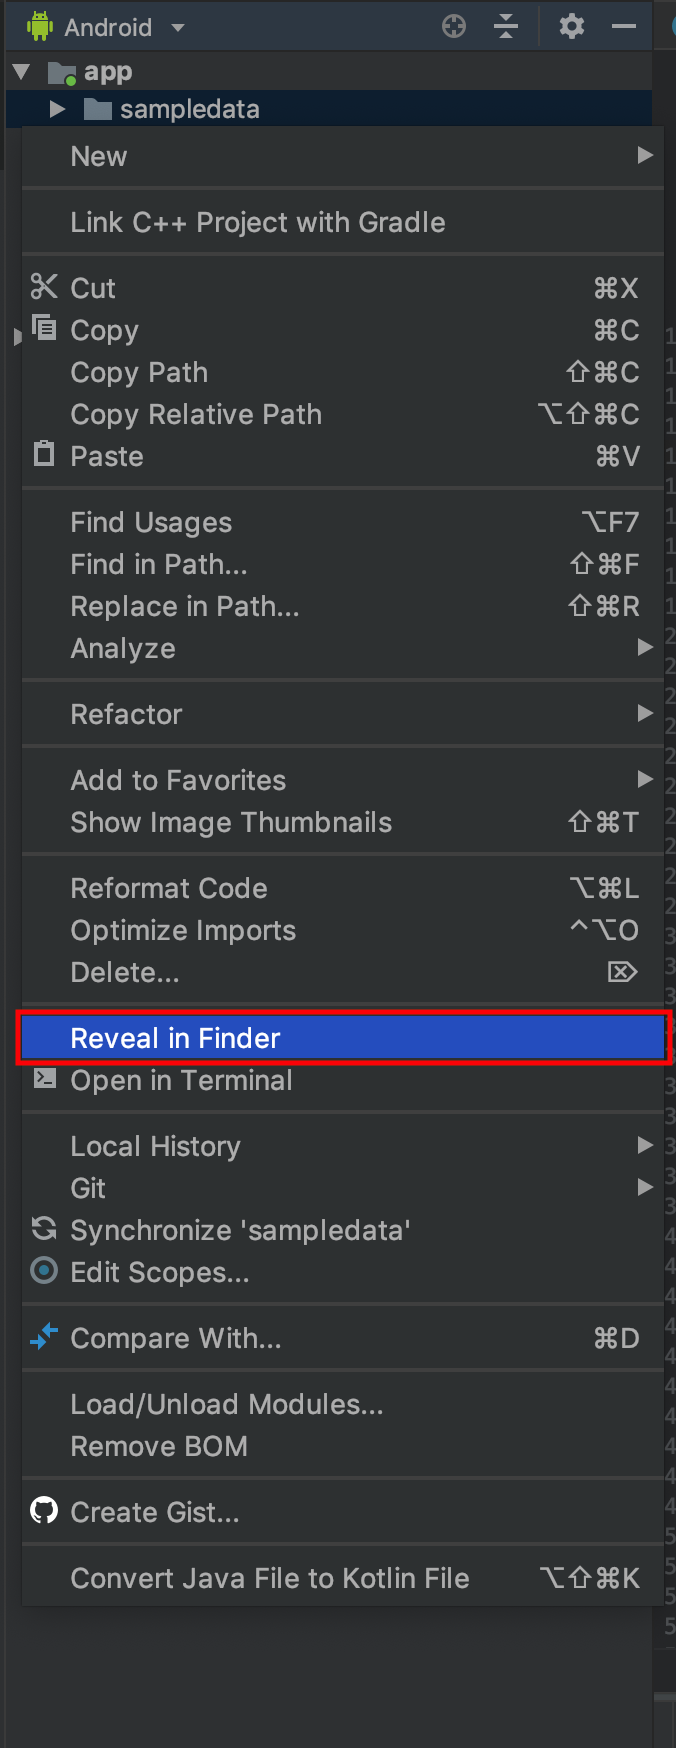 Android
app
sampledata
New
Link C++ Project with Gradle
Cut ⌘X
Copy ⌘C
Copy Path ⇧⌘C
Copy Relative Path ⌥⇧⌘C
Paste ⌘V
Find Usages ⌥F7
Find in Path... ⇧⌘F
Replace in Path... ⇧⌘R
Analyze
Refactor
Add to Favorites
Show Image Thumbnails ⇧⌘T
Reformat Code ⌥⌘L
Optimize Imports ^⌥O
Delete... ⌦
Reveal in Finder
Open in Terminal
Local History
Git
Synchronize 'sampledata'
Edit Scopes...
Compare With... ⌘D
Load/Unload Modules...
Remove BOM
Create Gist...
Convert Java File to Kotlin File ⌥⇧⌘K